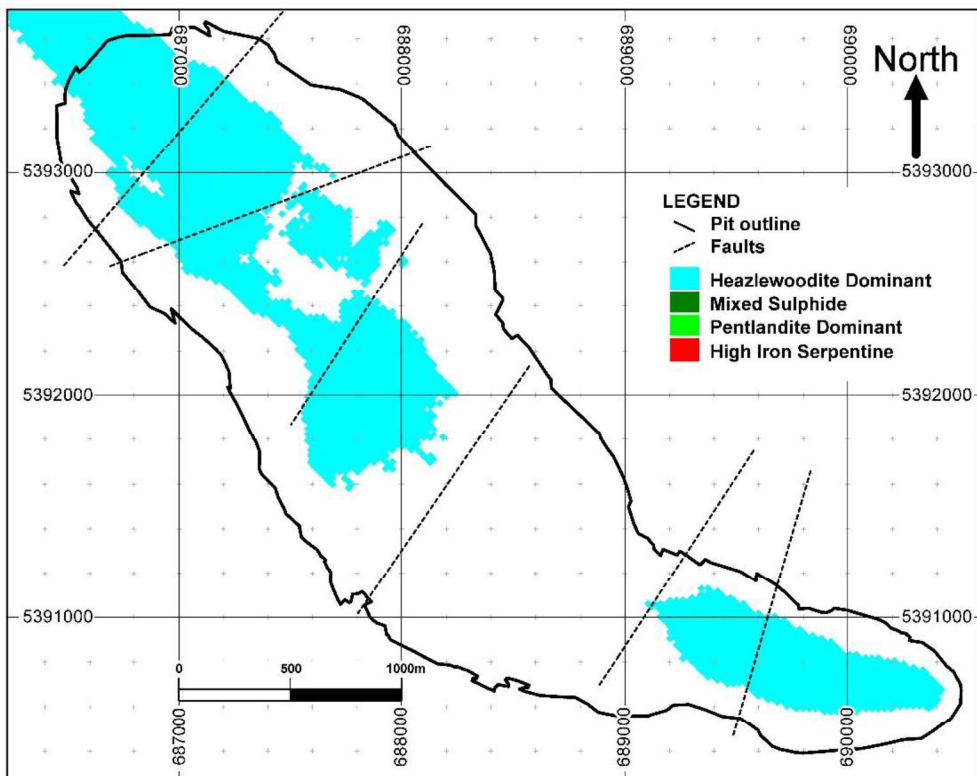 687000
688000
689000
690000
North
5393000
5393000
LEGEND
Pit outline
Faults
Heazlewoodite Dominant
Mixed Sulphide
Pentlandite Dominant
High Iron Serpentine
5392000
5392000
5391000
5391000
0
500
1000m
687000
688000
689000
690000